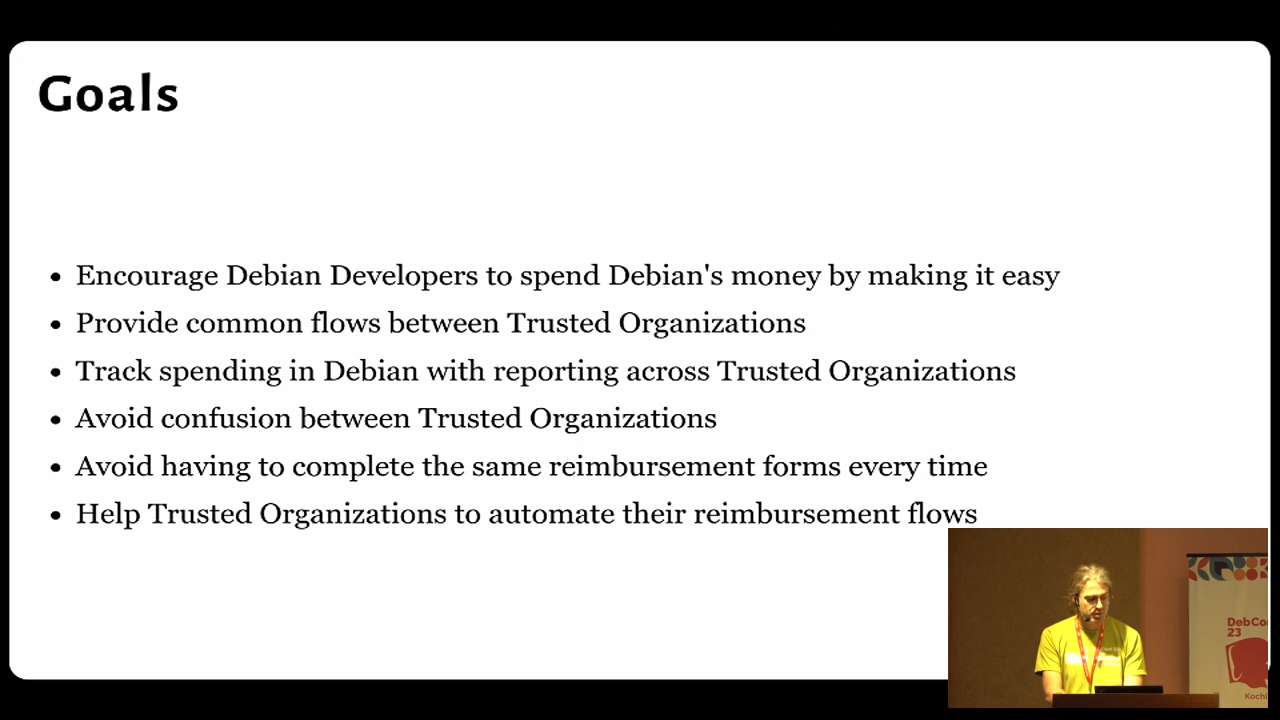 Goals
Encourage Debian Developers to spend Debian's money by making it easy
Provide common flows between Trusted Organizations
Track spending in Debian with reporting across Trusted Organizations
Avoid confusion between Trusted Organizations
Avoid having to complete the same reimbursement forms every time
Help Trusted Organizations to automate their reimbursement flows
DebCo
23
Kochi